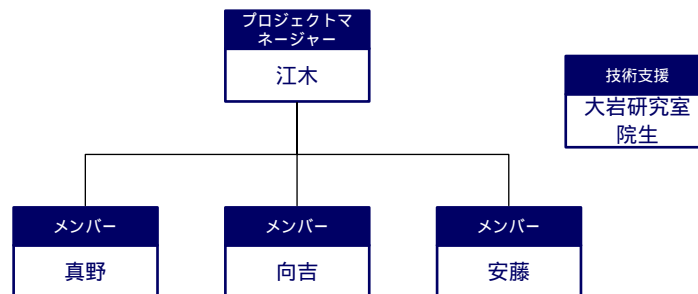 プロジェクトマ
ネージャー
江木
技術支援
大岩研究室
院生
メンバー
真野
メンバー
向吉
メンバー
安藤